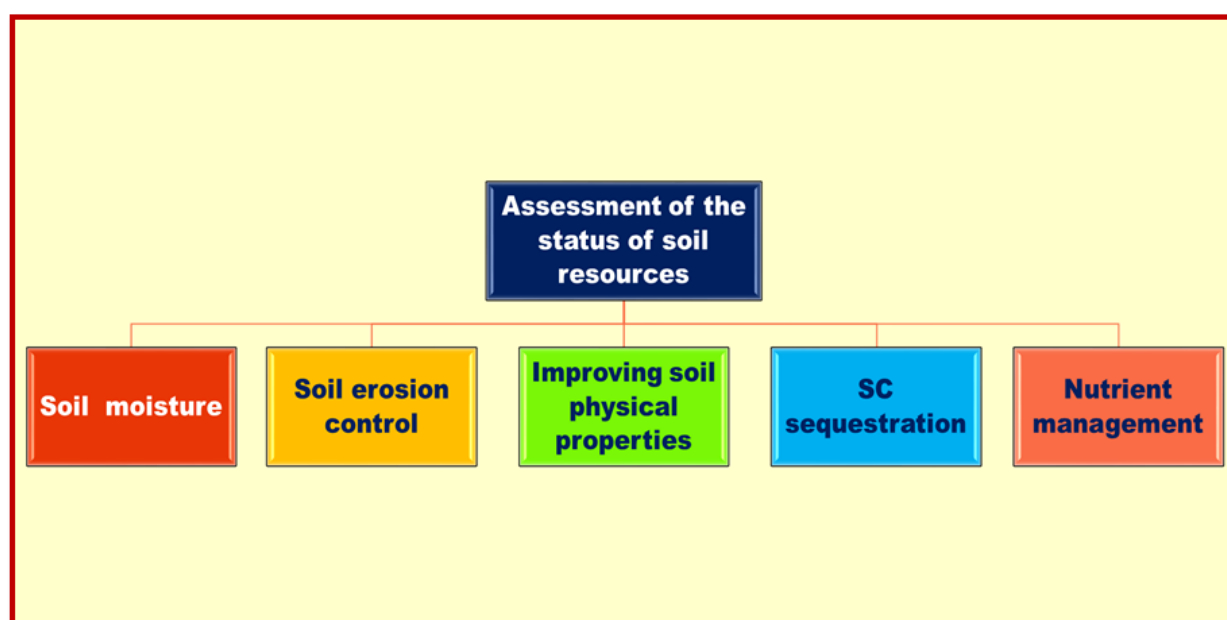 Assessment of the
status of soil
resources
Soil moisture
Soil erosion
control
Improving soil
physical
properties
SC
sequestration
Nutrient
management